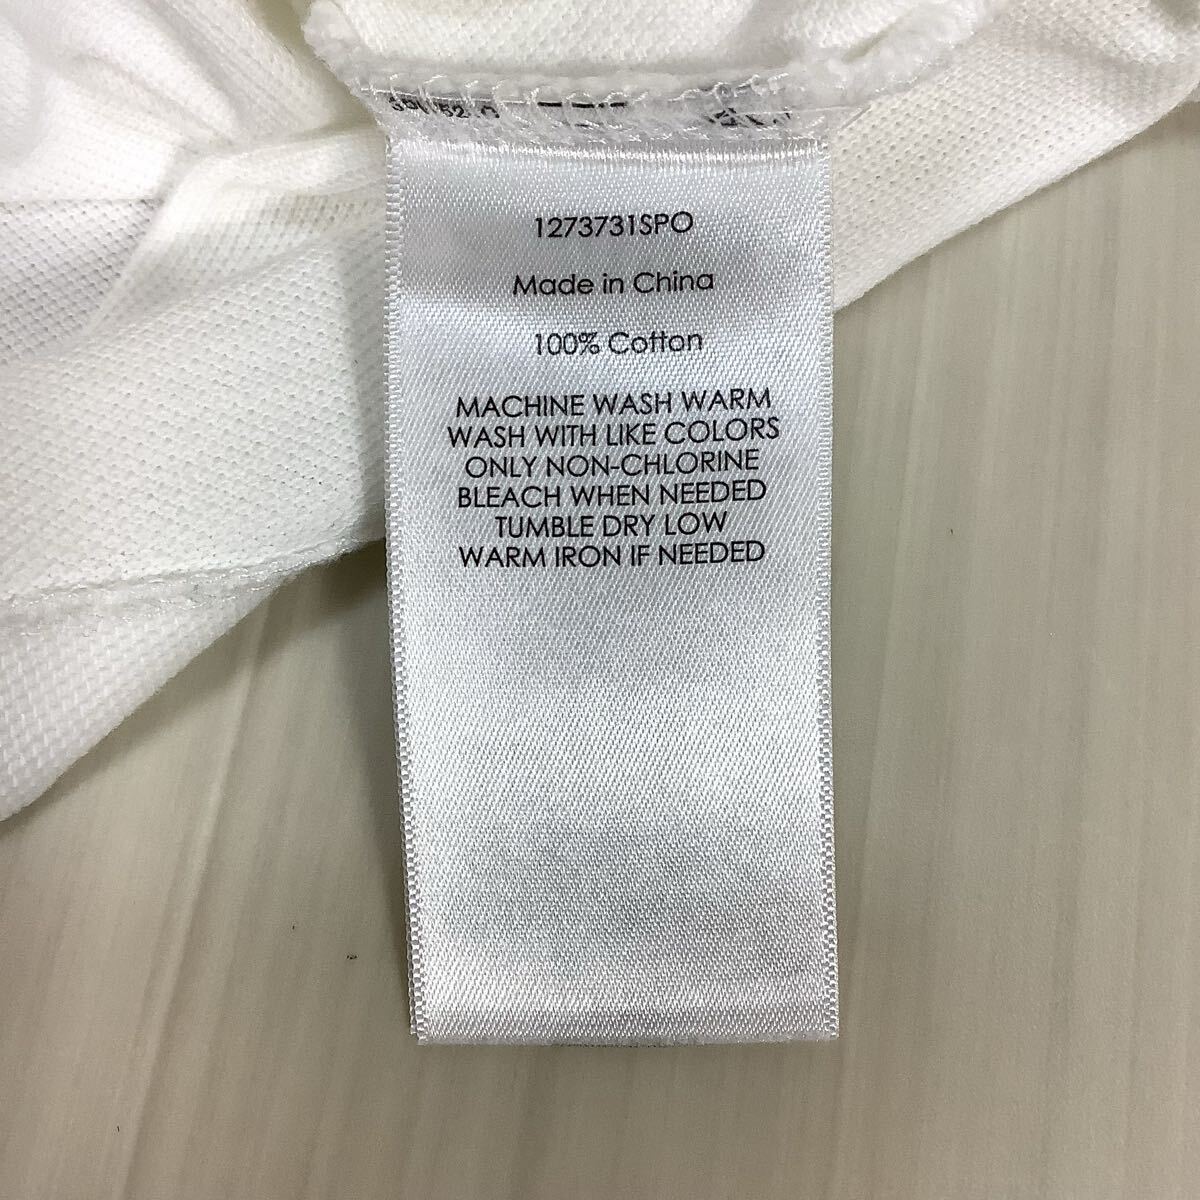 1273731SPO
Made in China
100% Cotton
MACHINE WASH WARM
WASH WITH LIKE COLORS
ONLY NON-CHLORINE
BLEACH WHEN NEEDED
TUMBLE DRY LOW
WARM IRON IF NEEDED